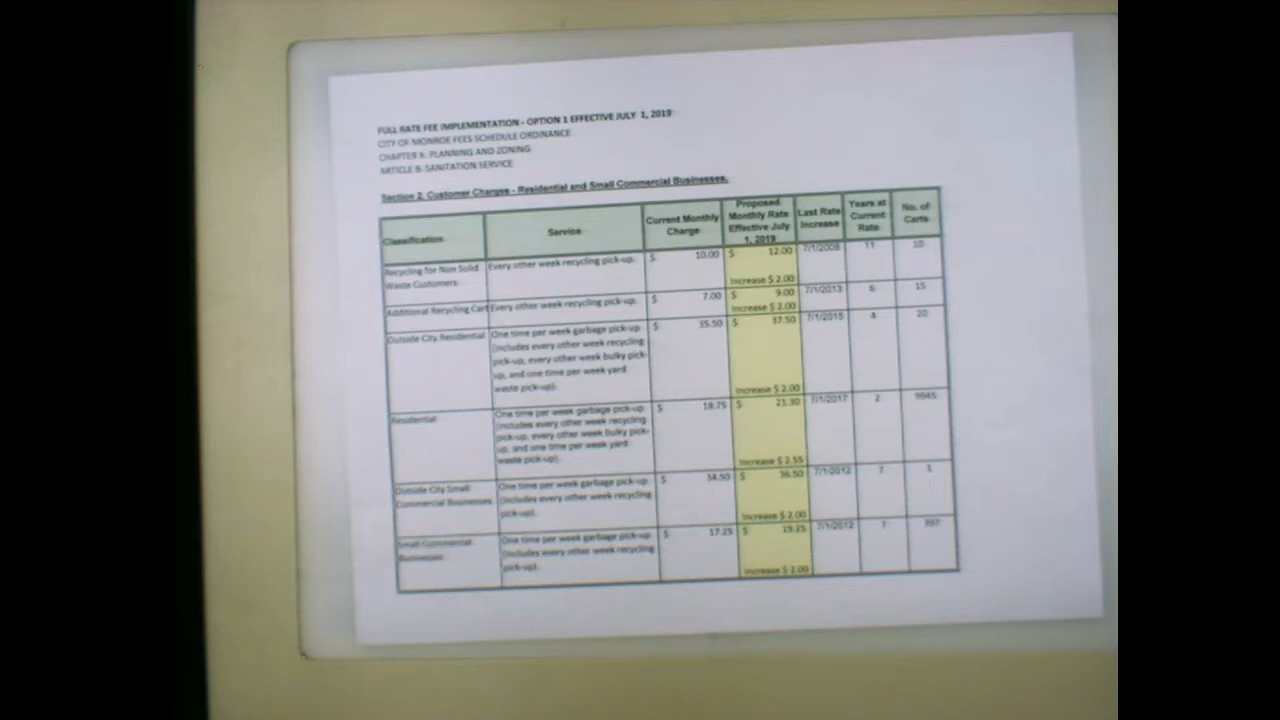 FULL RATE FEE IMPLEMENTATION - OPTION 1 EFFECTIVE JULY 1, 2019
CITY OF MONROE FEES SCHEDULE ORDINANCE
CHAPTER X. PLANNING AND ZONING
ARTICLE B. SANITATION SERVICE
Section 2. Customer Charges - Residential and Small Commercial Businesses.
Classification
Service
Current Monthly
Charge
Proposed
Monthly Rate
Effective July
1, 2019
Last Rate
Increase
Years at
Current
Rate
No. of
Carts
Recycling for Non Solid
Waste Customers.
Every other week recycling pick-up.
$ 10.00
$ 12.00
Increase $ 2.00
7/1/2008
11
10
Additional Recycling Cart
Every other week recycling pick-up.
$ 7.00
$ 9.00
Increase $ 2.00
7/1/2013
6
15
Outside City Residential
One time per week garbage pick-up
(includes every other week recycling
pick-up, every other week bulky pick-
up, and one time per week yard
waste pick-up).
$ 35.50
$ 37.50
Increase $ 2.00
7/1/2015
4
20
Residential
One time per week garbage pick-up
(includes every other week recycling
pick-up, every other week bulky pick-
up, and one time per week yard
waste pick-up).
$ 18.75
$ 21.30
Increase $ 2.55
7/1/2017
2
9945
Outside City Small
Commercial Businesses
One time per week garbage pick-up
(includes every other week recycling
pick-up).
$ 34.50
$ 36.50
Increase $ 2.00
7/1/2012
7
Small Commercial
Businesses
One time per week garbage pick-up
(includes every other week recycling
pick-up).
$ 17.25
$ 19.25
Increase $ 2.00
7/1/2012
7